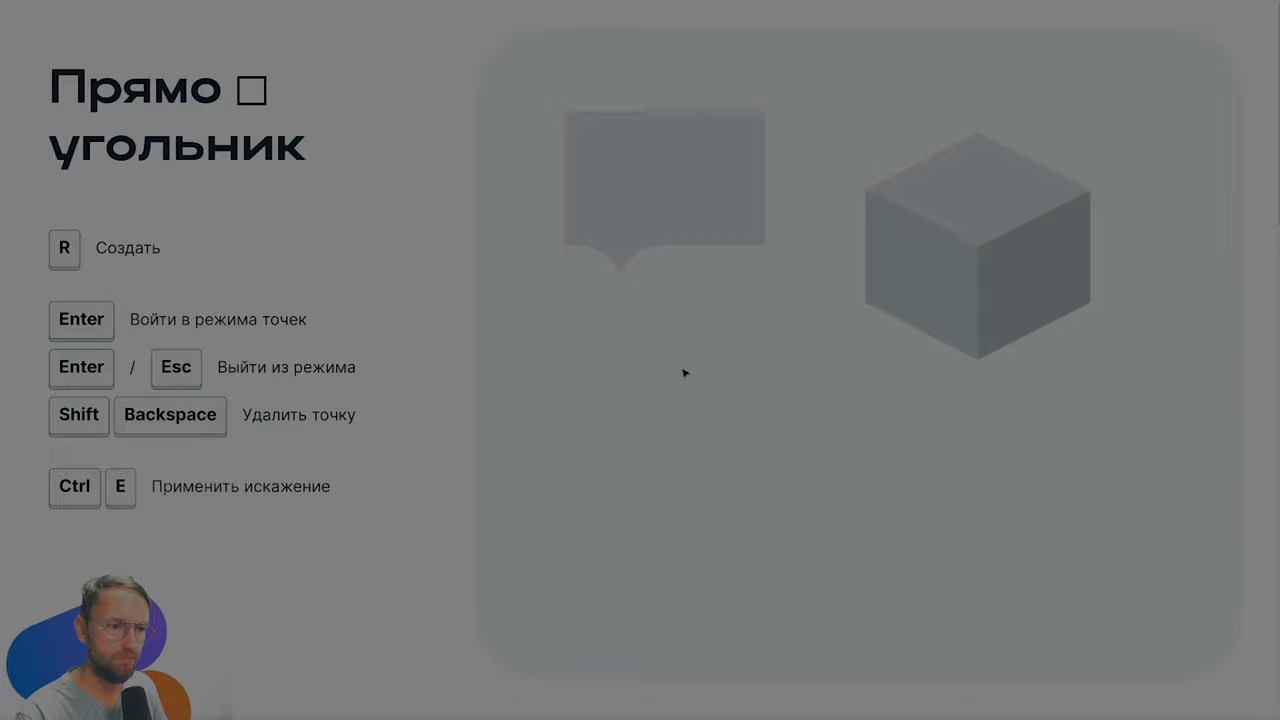 Прямо
угольник
R Создать
Enter Войти в режима точек
Enter / Esc Выйти из режима
Shift Backspace Удалить точку
Ctrl E Применить искажение